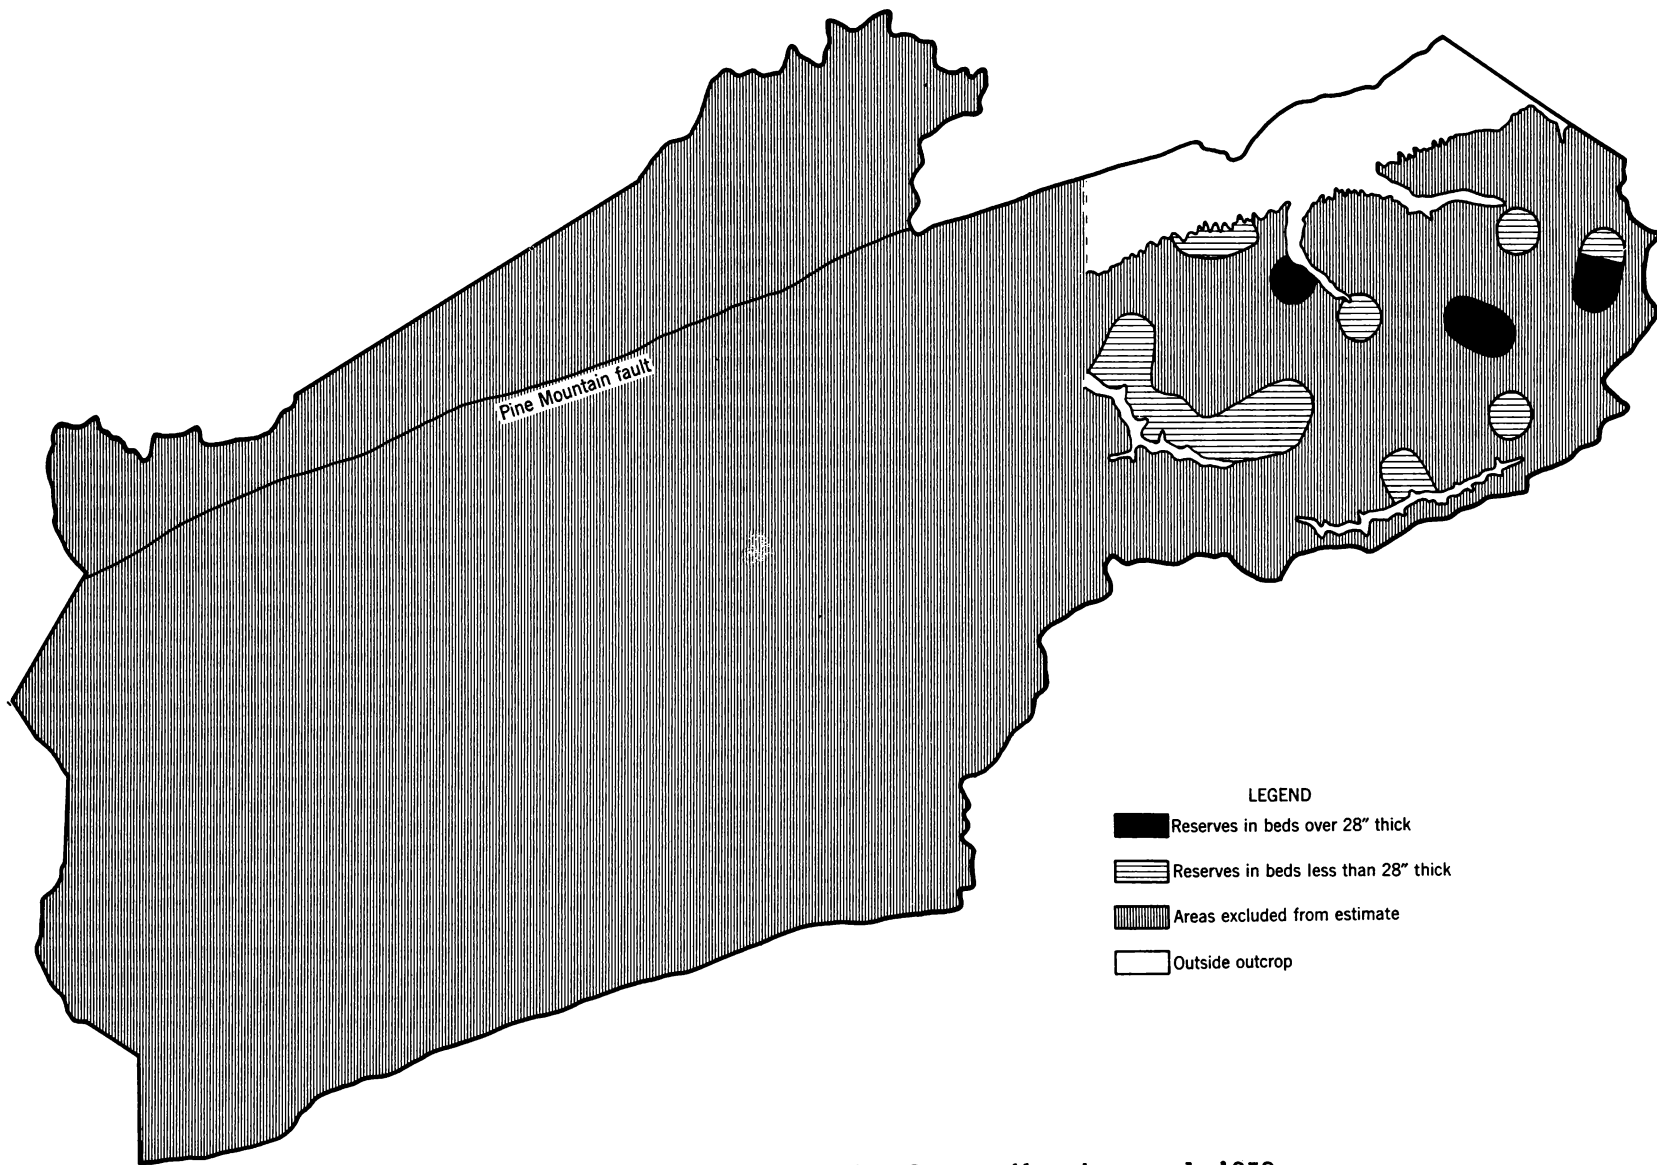 Pine Mountain fault
LEGEND
Reserves in beds over 28″ thick
Reserves in beds less than 28″ thick
Areas excluded from estimate
Outside outcrop